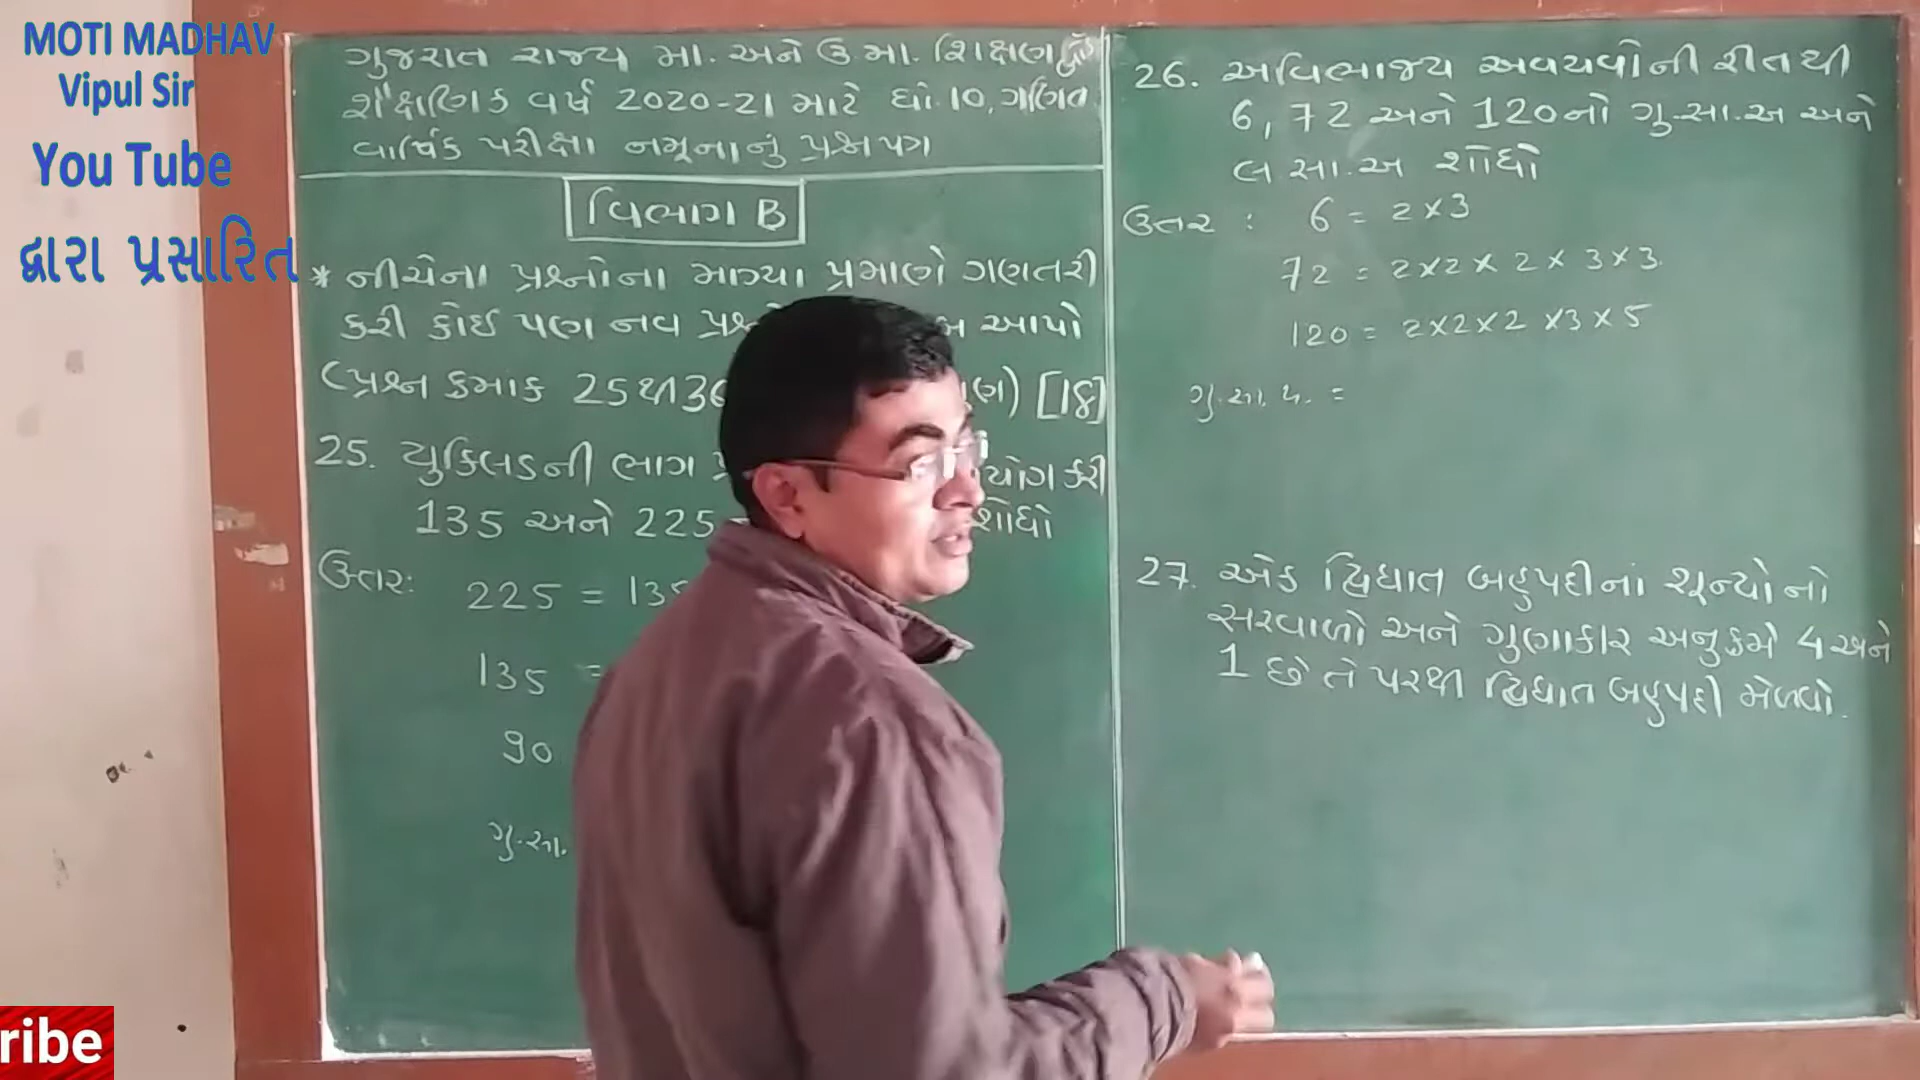 MOTI MADHAV
Vipul Sir
You Tube
દ્વારા પ્રસારિત
ગુજરાત રાજ્ય મા. અને ઉ.મા. શિક્ષણ
શૈક્ષણિક વર્ષ 2020-21 માટે ધો.10, ગણિત
વાર્ષિક પરીક્ષા નમૂનાનું પ્રશ્નપત્ર
વિભાગ B
* નીચેના પ્રશ્નોના માગ્યા પ્રમાણે ગણતરી
કરી કોઈ પણ નવ આપો
(પ્રશ્ન ક્રમાક 25થી36 [18]
25. યુકિલડની ભાગ કરી
135 અને 225 શોધો
ઉત્તર: 225 = 135
135 =
90
ગુ.સા.
26. અવિભાજ્ય અવયવોની રીતથી
6, 72 અને 120નો ગુ.સા.અ અને
લ.સા.અ શોધો
ઉત્તર : 6 = 2×3
72 = 2×2×2×3×3
120 = 2×2×2×3×5
ગુ.સા.અ. =
27. એક દ્વિઘાત બહુપદીનાં શૂન્યોનો
સરવાળો અને ગુણાકાર અનુક્રમે 4 અને
1 છે તે પરથી દ્વિઘાત બહુપદી મેળવો.
ribe